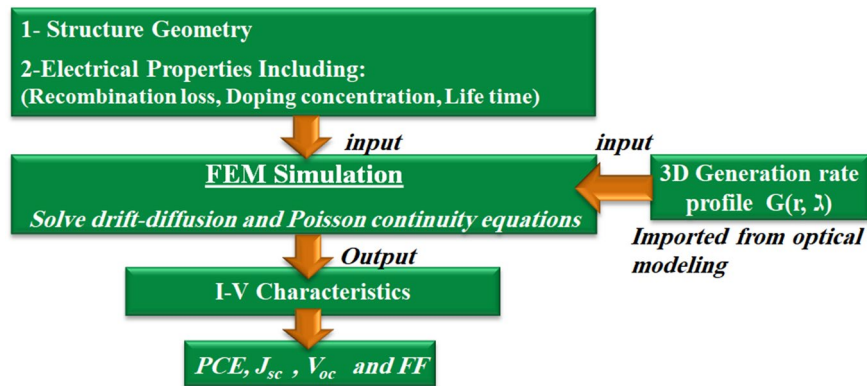 1- Structure Geometry
2-Electrical Properties Including:
(Recombination loss, Doping concentration, Life time)
input
input
FEM Simulation
Solve drift-diffusion and Poisson continuity equations
3D Generation rate
profile G(r, ג)
Imported from optical
modeling
Output
I-V Characteristics
PCE, Jsc , Voc and FF